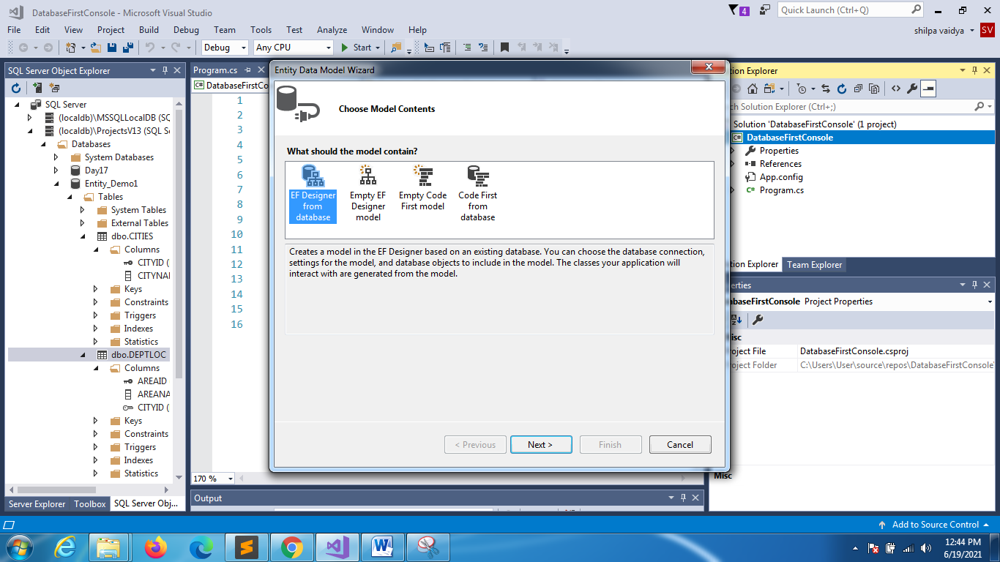 DatabaseFirstConsole - Microsoft Visual Studio
4
Quick Launch (Ctrl+Q)
File Edit View Project Build Debug Team Tools Test Analyze Window Help
shilpa vaidya
SV
Debug
Any CPU
Start
SQL Server Object Explorer
SQL Server
(localdb)\MSSQLLocalDB (SQ
(localdb)\ProjectsV13 (SQL Se
Databases
System Databases
Day17
Entity_Demo1
Tables
System Tables
External Tables
dbo.CITIES
Columns
CITYID (
CITYNAI
Keys
Constraints
Triggers
Indexes
Statistics
dbo.DEPTLOC
Columns
AREAID
AREANA
CITYID (
Keys
Constraints
Triggers
Indexes
Statistics
Server Explorer Toolbox SQL Server Obj...
Program.cs
C# DatabaseFirstCo
1
2
3
4
5
6
7
8
9
10
11
12
13
14
15
16
170 %
Output
Entity Data Model Wizard
Choose Model Contents
What should the model contain?
EF Designer
from
database
Empty EF
Designer
model
Empty Code
First model
Code First
from
database
Creates a model in the EF Designer based on an existing database. You can choose the database connection,
settings for the model, and database objects to include in the model. The classes your application will
interact with are generated from the model.
< Previous
Next >
Finish
Cancel
tion Explorer
ch Solution Explorer (Ctrl+;)
Solution 'DatabaseFirstConsole' (1 project)
C# DatabaseFirstConsole
Properties
References
App.config
C# Program.cs
tion Explorer Team Explorer
erties
abaseFirstConsole Project Properties
isc
oject File DatabaseFirstConsole.csproj
oject Folder C:\Users\User\source\repos\DatabaseFirstConsole\
Misc
Add to Source Control
12:44 PM
6/19/2021